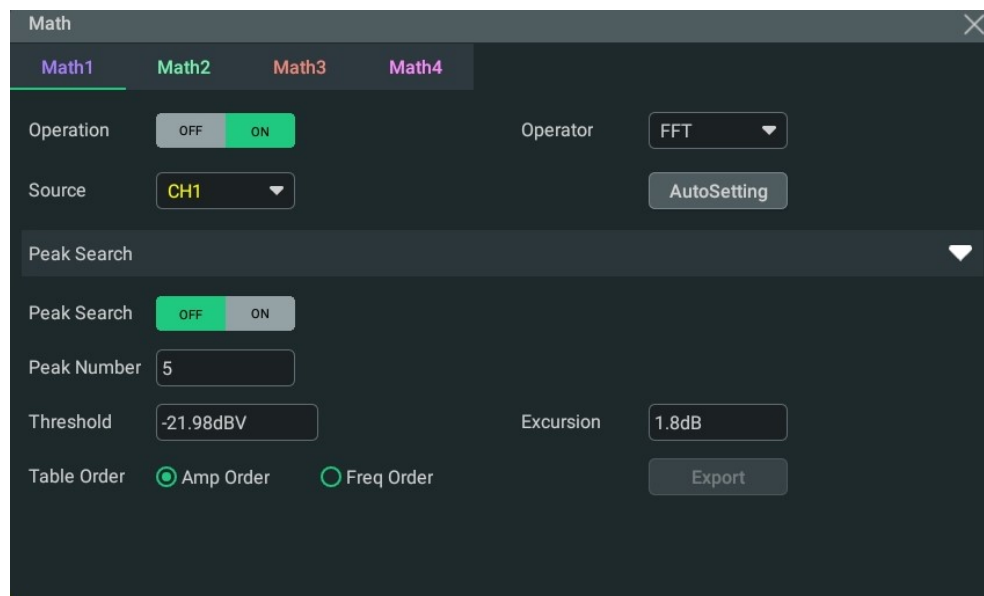 Math
Math1 Math2 Math3 Math4
Operation OFF ON Operator FFT
Source CH1 AutoSetting
Peak Search
Peak Search OFF ON
Peak Number 5
Threshold -21.98dBV Excursion 1.8dB
Table Order Amp Order Freq Order Export